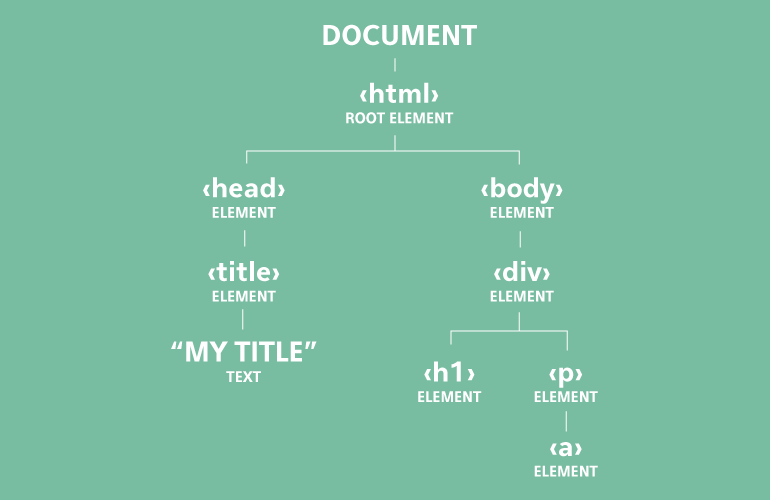 DOCUMENT
‹html›
ROOT ELEMENT
‹head›
ELEMENT
‹body›
ELEMENT
‹title›
ELEMENT
‹div›
ELEMENT
“MY TITLE”
TEXT
‹h1›
ELEMENT
‹p›
ELEMENT
‹a›
ELEMENT